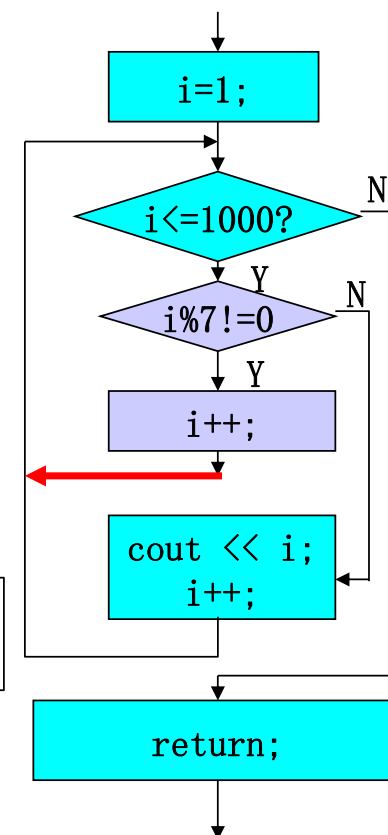 i=1;
i<=1000?
N
Y
i%7!=0
N
Y
i++;
cout << i;
i++;
return;